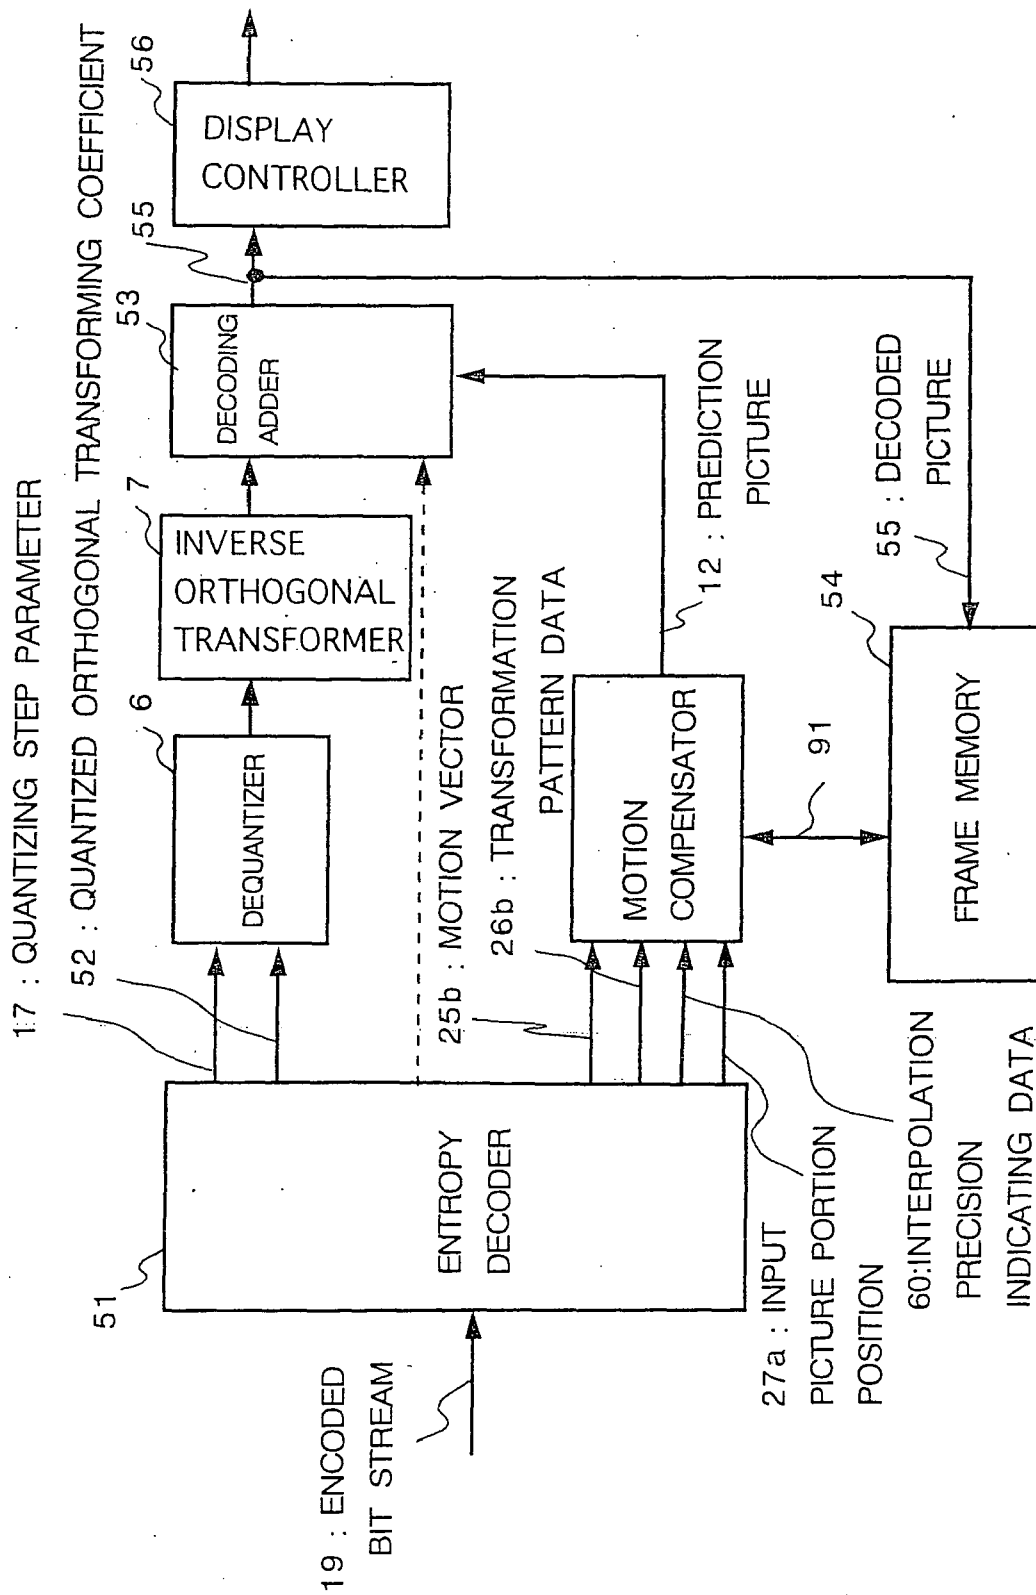 17 : QUANTIZING STEP PARAMETER
52 : QUANTIZED ORTHOGONAL TRANSFORMING COEFFICIENT
19 : ENCODED
BIT STREAM
51
ENTROPY
DECODER
6
DEQUANTIZER
7
INVERSE
ORTHOGONAL
TRANSFORMER
53
DECODING
ADDER
55
56
DISPLAY
CONTROLLER
25b : MOTION VECTOR
26b : TRANSFORMATION
PATTERN DATA
MOTION
COMPENSATOR
12 : PREDICTION
PICTURE
27a : INPUT
PICTURE PORTION
POSITION
60:INTERPOLATION
PRECISION
INDICATING DATA
91
54
FRAME MEMORY
55 : DECODED
PICTURE